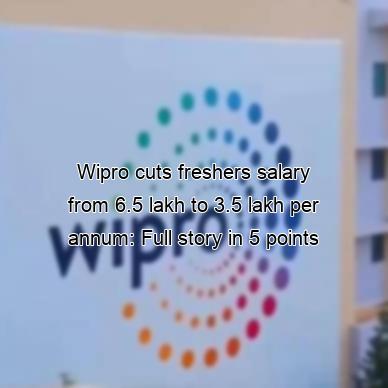 Wipro cuts freshers salary
from 6.5 lakh to 3.5 lakh per
annum: Full story in 5 points
wipro